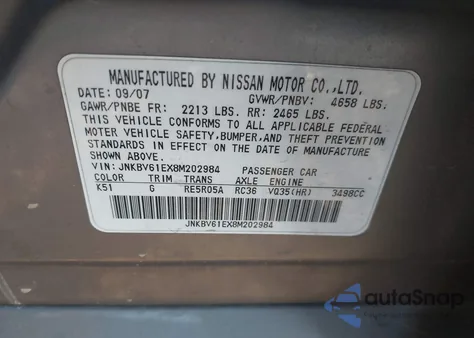 MANUFACTURED BY NISSAN MOTOR CO.,LTD.
DATE: 09/07 GVWR/PNBV: 4658 LBS.
GAWR/PNBE FR: 2213 LBS. RR: 2465 LBS.
THIS VEHICLE CONFORMS TO ALL APPLICABLE FEDERAL
MOTER VEHICLE SAFETY, BUMPER, AND THEFT PREVENTION
STANDARDS IN EFFECT ON THE DATE OF MANUFACTURE
SHOWN ABOVE.
VIN: JNKBV61EX8M202984 PASSENGER CAR
COLOR TRIM TRANS AXLE ENGINE
K51 G RE5R05A RC36 VQ35(HR) 3498CC
JNKBV61EX8M202984
autoSnap